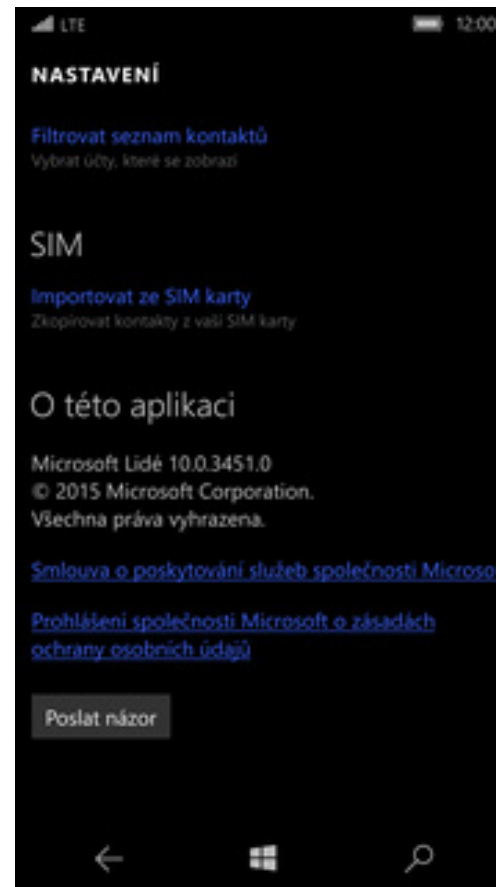 LTE 12:00
NASTAVENÍ
Filtrovat seznam kontaktů
Vybrat účty, které se zobrazí
SIM
Importovat ze SIM karty
Zkopírovat kontakty z vaší SIM karty
O této aplikaci
Microsoft Lidé 10.0.3451.0
© 2015 Microsoft Corporation.
Všechna práva vyhrazena.
Smlouva o poskytování služeb společnosti Microso
Prohlášení společnosti Microsoft o zásadách
ochrany osobních údajů
Poslat názor